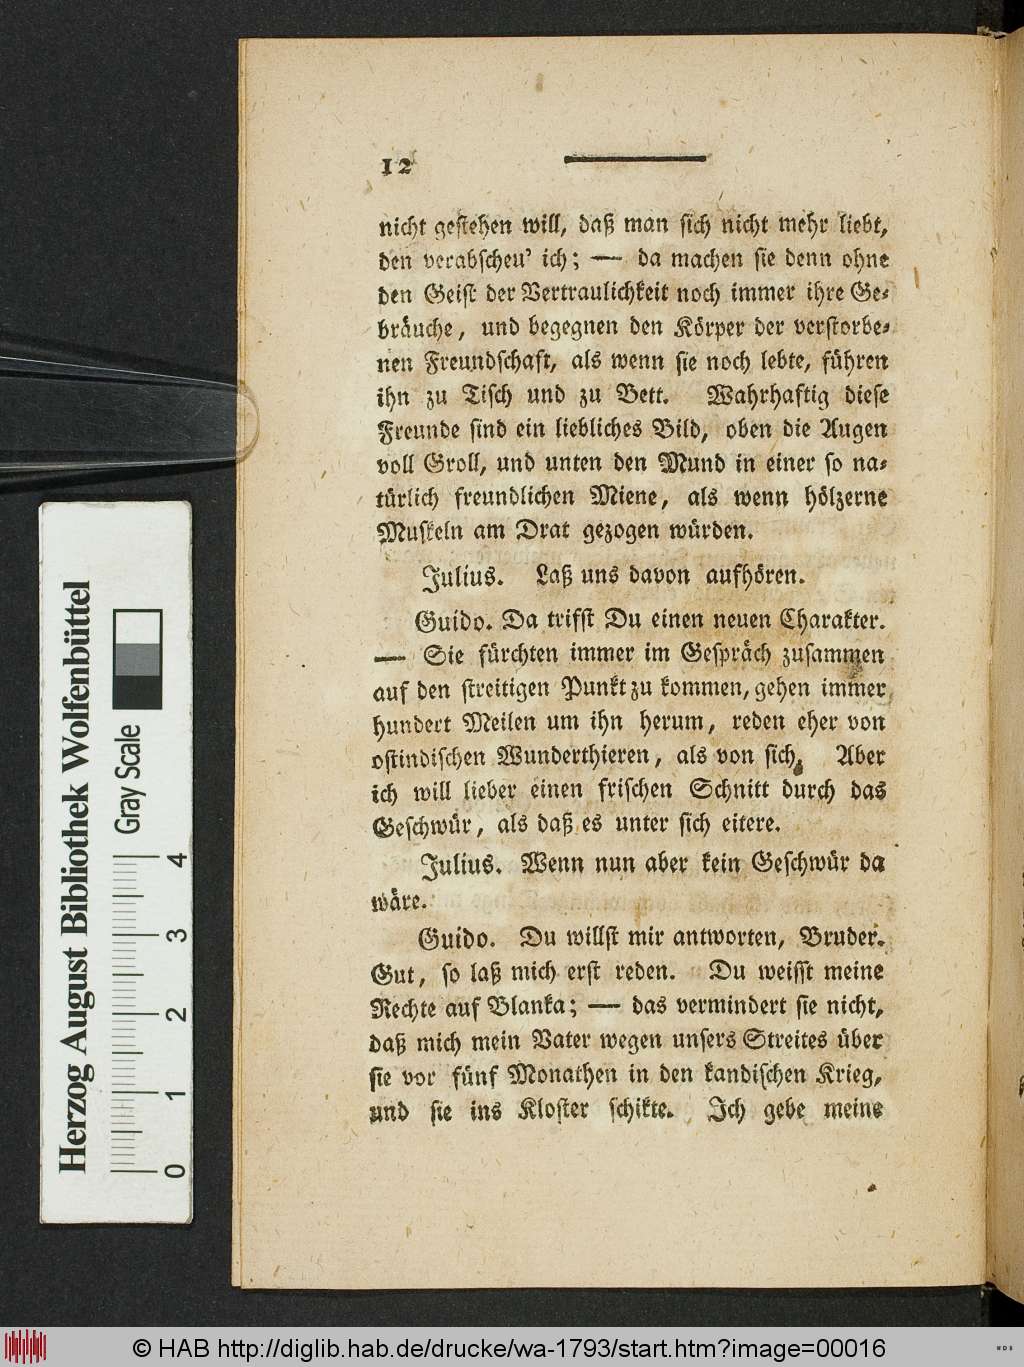 12
nicht gestehen will, daß man sich nicht mehr liebt,
den verabscheu' ich; — da machen sie denn ohne
den Geist der Vertraulichkeit noch immer ihre Ge⸗
bräuche, und begegnen den Körper der verstorbe⸗
nen Freundschaft, als wenn sie noch lebte, führen
ihn zu Tisch und zu Bett. Wahrhaftig diese
Freunde sind ein liebliches Bild, oben die Augen
voll Groll, und unten den Mund in einer so na⸗
türlich freundlichen Miene, als wenn hölzerne
Muskeln am Drat gezogen würden.
Julius. Laß uns davon aufhören.
Guido. Da trifst Du einen neuen Charakter.
— Sie fürchten immer im Gespräch zusammen
auf den streitigen Punkt zu kommen, gehen immer
hundert Meilen um ihn herum, reden eher von
ostindischen Wunderthieren, als von sich. Aber
ich will lieber einen frischen Schnitt durch das
Geschwür, als daß es unter sich eitere.
Julius. Wenn nun aber kein Geschwür da
wäre.
Guido. Du willst mir antworten, Bruder.
Gut, so laß mich erst reden. Du weisst meine
Rechte auf Blanka; — das vermindert sie nicht,
daß mich mein Vater wegen unsers Streites über
sie vor fünf Monathen in den kandischen Krieg,
und sie ins Kloster schikte. Ich gebe meine
Herzog August Bibliothek Wolfenbüttel
Gray Scale
0 1 2 3 4
© HAB http://diglib.hab.de/drucke/wa-1793/start.htm?image=00016